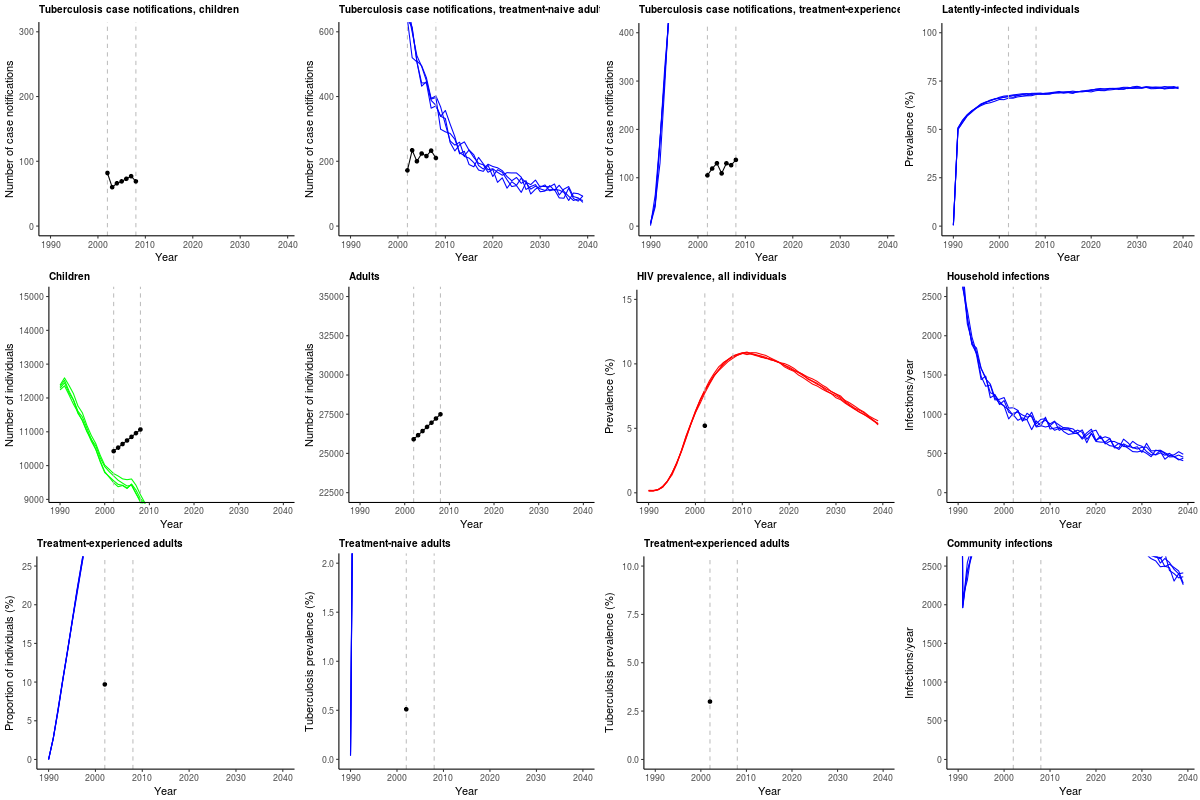 Tuberculosis case notifications, children
Number of case notifications
300
200
100
0
1990 2000 2010 2020 2030 2040
Year
Tuberculosis case notifications, treatment-naive adult
Number of case notifications
600
400
200
0
1990 2000 2010 2020 2030 2040
Year
Tuberculosis case notifications, treatment-experience
Number of case notifications
400
300
200
100
0
1990 2000 2010 2020 2030 2040
Year
Latently-infected individuals
Prevalence (%)
100
75
50
25
0
1990 2000 2010 2020 2030 2040
Year
Children
Number of individuals
15000
14000
13000
12000
11000
10000
9000
1990 2000 2010 2020 2030 2040
Year
Adults
Number of individuals
35000
32500
30000
27500
25000
22500
1990 2000 2010 2020 2030 2040
Year
HIV prevalence, all individuals
Prevalence (%)
15
10
5
0
1990 2000 2010 2020 2030 2040
Year
Household infections
Infections/year
2500
2000
1500
1000
500
0
1990 2000 2010 2020 2030 2040
Year
Treatment-experienced adults
Proportion of individuals (%)
25
20
15
10
5
0
1990 2000 2010 2020 2030 2040
Year
Treatment-naive adults
Tuberculosis prevalence (%)
2.0
1.5
1.0
0.5
0.0
1990 2000 2010 2020 2030 2040
Year
Treatment-experienced adults
Tuberculosis prevalence (%)
10.0
7.5
5.0
2.5
0.0
1990 2000 2010 2020 2030 2040
Year
Community infections
Infections/year
2500
2000
1500
1000
500
0
1990 2000 2010 2020 2030 2040
Year